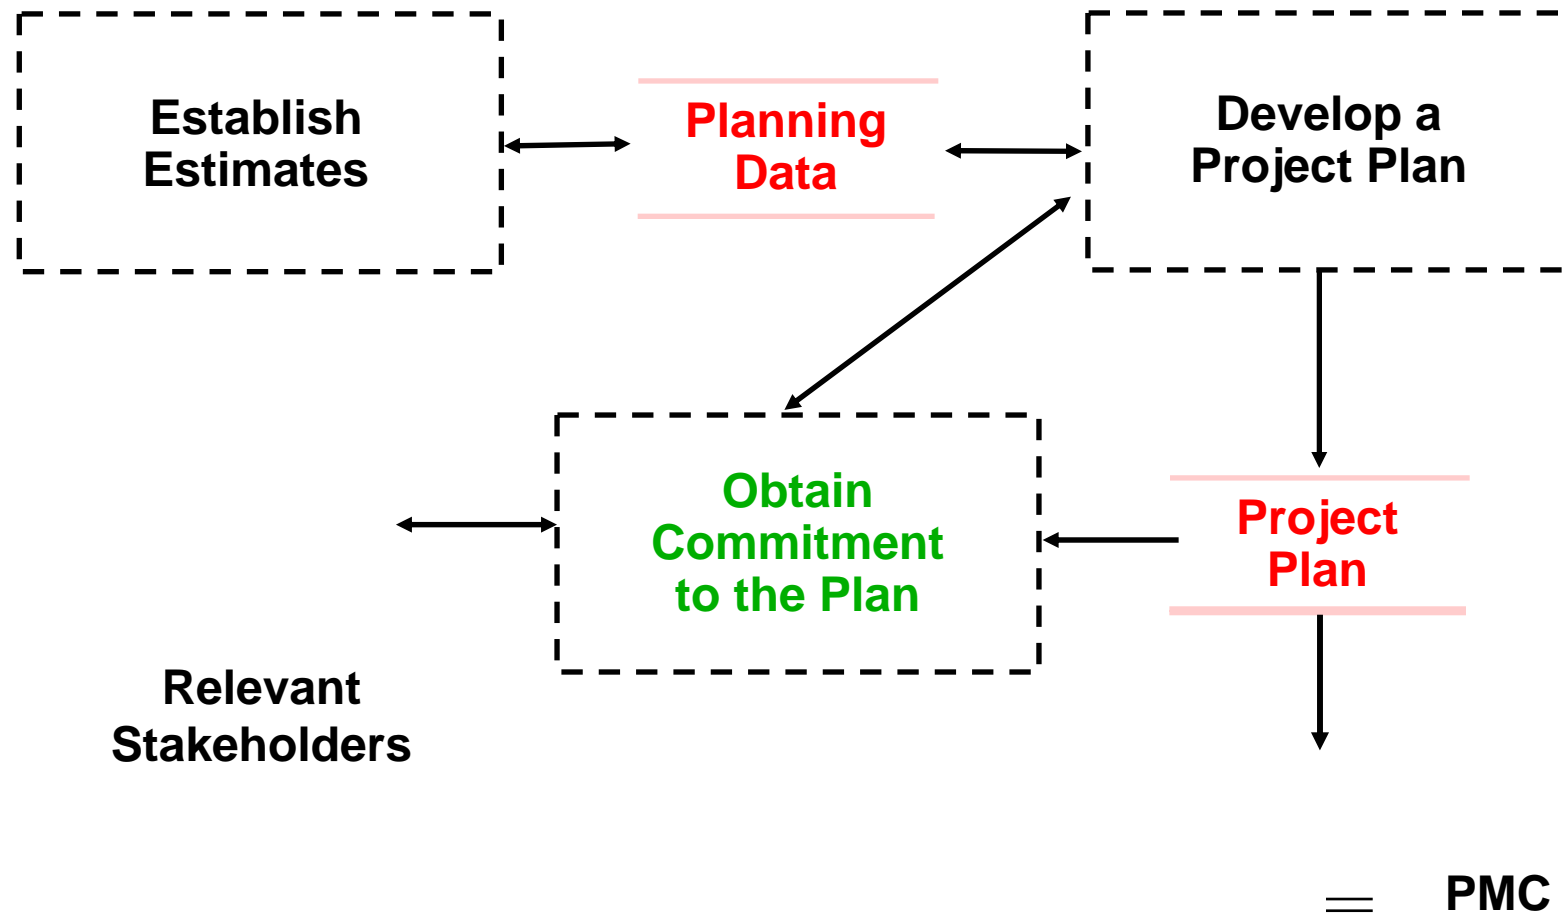 Establish
Estimates
Planning
Data
Develop a
Project Plan
Obtain
Commitment
to the Plan
Project
Plan
Relevant
Stakeholders
PMC